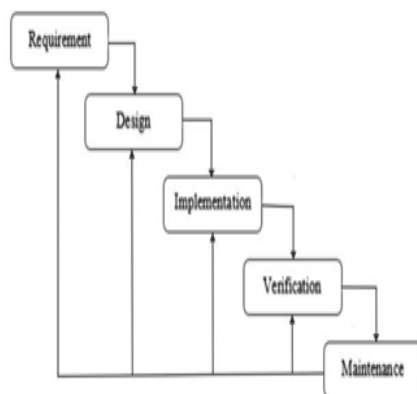 Requirement
Design
Implementation
Verification
Maintenance